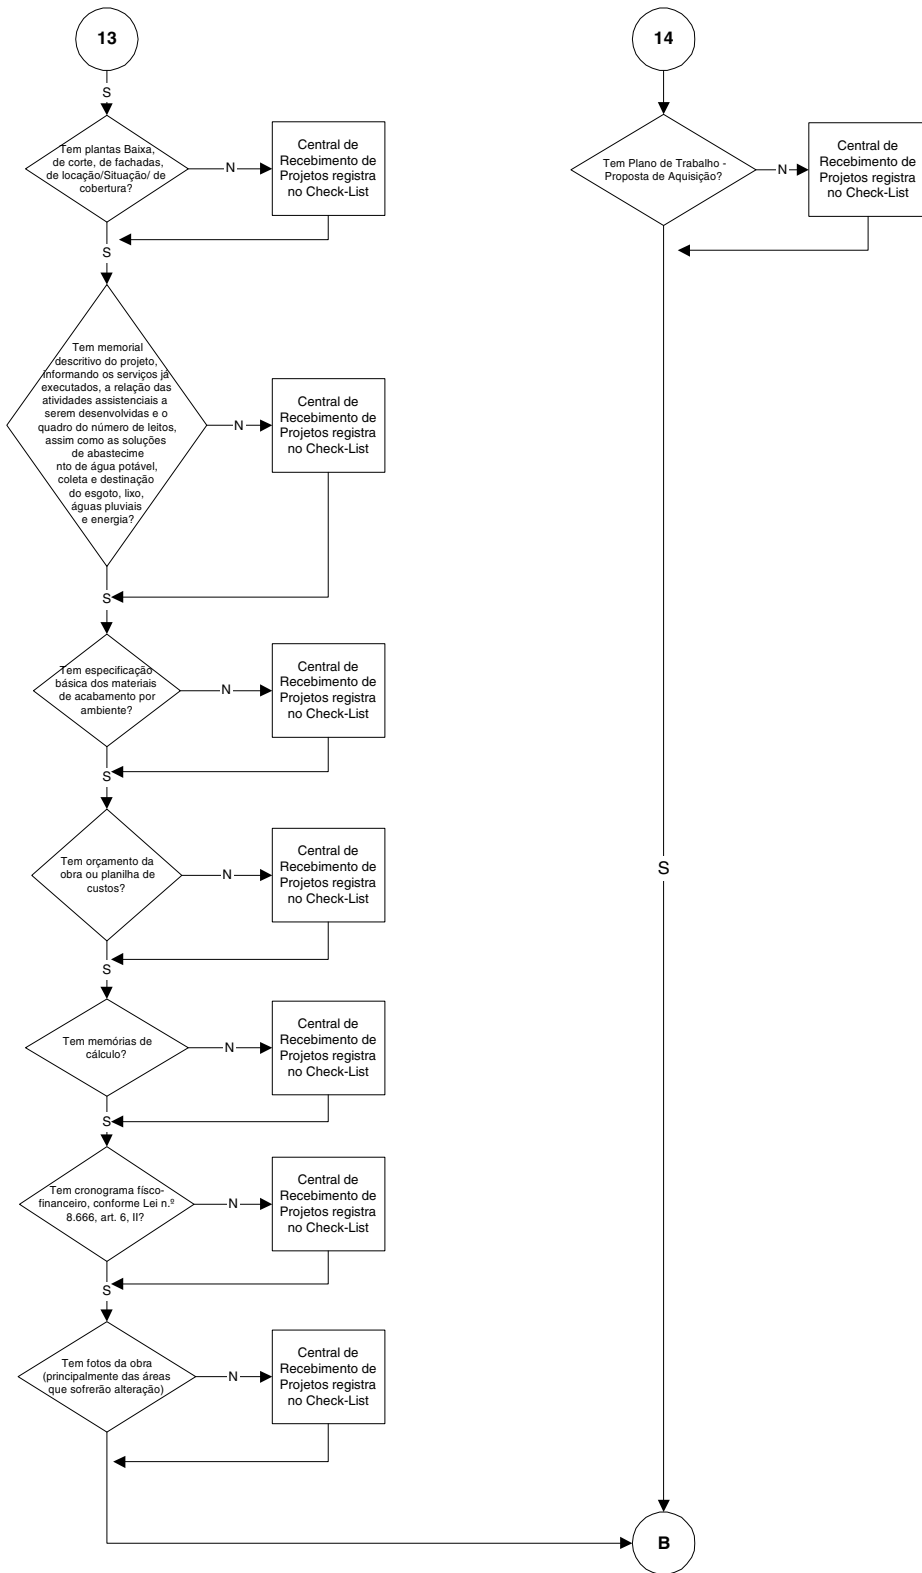 13
S
Tem plantas Baixa,
de corte, de fachadas,
de locação/Situação/ de
cobertura?
N
Central de
Recebimento de
Projetos registra
no Check-List
S
Tem memorial
descritivo do projeto,
informando os serviços já
executados, a relação das
atividades assistenciais a
serem desenvolvidas e o
quadro do número de leitos,
assim como as soluções
de abastecime
nto de água potável,
coleta e destinação
do esgoto, lixo,
águas pluviais
e energia?
N
Central de
Recebimento de
Projetos registra
no Check-List
S
Tem especificação
básica dos materiais
de acabamento por
ambiente?
N
Central de
Recebimento de
Projetos registra
no Check-List
S
Tem orçamento da
obra ou planilha de
custos?
N
Central de
Recebimento de
Projetos registra
no Check-List
S
Tem memórias de
cálculo?
N
Central de
Recebimento de
Projetos registra
no Check-List
S
Tem cronograma físco-
financeiro, conforme Lei n.º
8.666, art. 6, II?
N
Central de
Recebimento de
Projetos registra
no Check-List
S
Tem fotos da obra
(principalmente das áreas
que sofrerão alteração)
N
Central de
Recebimento de
Projetos registra
no Check-List
14
Tem Plano de Trabalho -
Proposta de Aquisição?
N
Central de
Recebimento de
Projetos registra
no Check-List
S
B